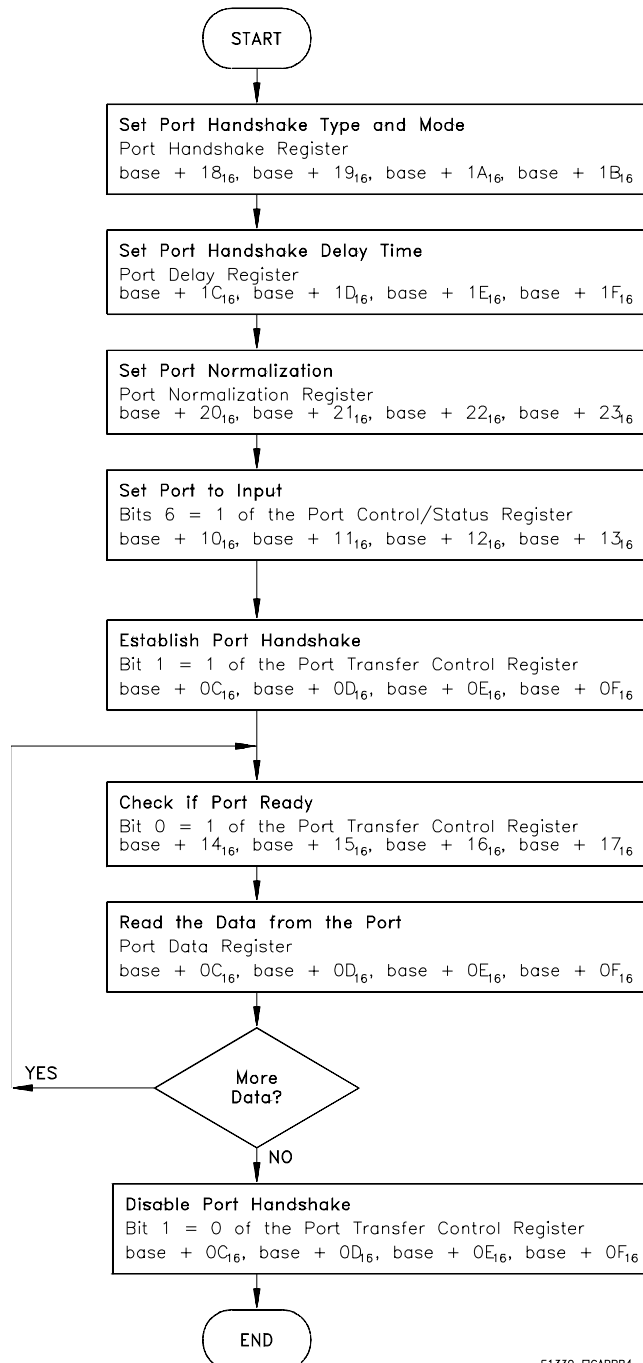 START
Set Port Handshake Type and Mode
Port Handshake Register
base + 18₁₆, base + 19₁₆, base + 1A₁₆, base + 1B₁₆
Set Port Handshake Delay Time
Port Delay Register
base + 1C₁₆, base + 1D₁₆, base + 1E₁₆, base + 1F₁₆
Set Port Normalization
Port Normalization Register
base + 20₁₆, base + 21₁₆, base + 22₁₆, base + 23₁₆
Set Port to Input
Bits 6 = 1 of the Port Control/Status Register
base + 10₁₆, base + 11₁₆, base + 12₁₆, base + 13₁₆
Establish Port Handshake
Bit 1 = 1 of the Port Transfer Control Register
base + 0C₁₆, base + 0D₁₆, base + 0E₁₆, base + 0F₁₆
Check if Port Ready
Bit 0 = 1 of the Port Transfer Control Register
base + 14₁₆, base + 15₁₆, base + 16₁₆, base + 17₁₆
Read the Data from the Port
Port Data Register
base + 0C₁₆, base + 0D₁₆, base + 0E₁₆, base + 0F₁₆
YES
More
Data?
NO
Disable Port Handshake
Bit 1 = 0 of the Port Transfer Control Register
base + 0C₁₆, base + 0D₁₆, base + 0E₁₆, base + 0F₁₆
END